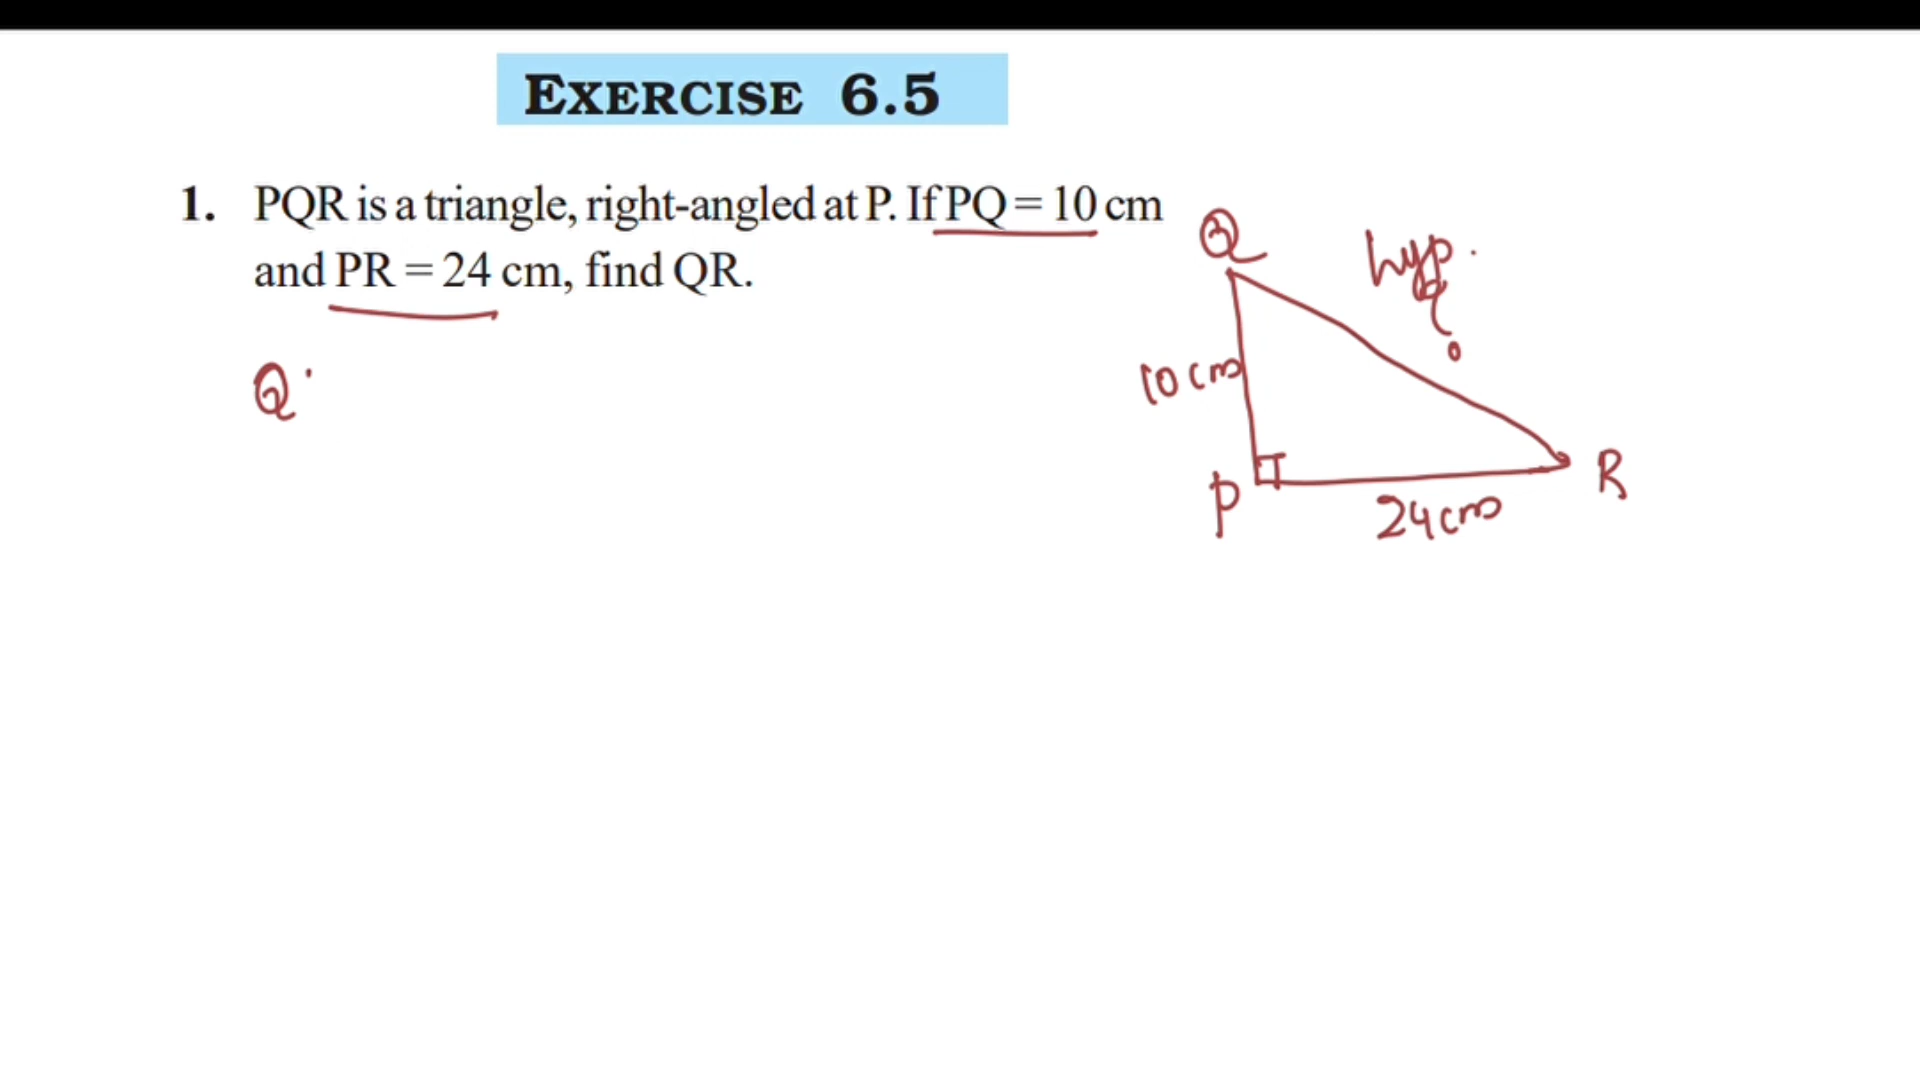 EXERCISE 6.5
1. PQR is a triangle, right-angled at P. If PQ = 10 cm
and PR = 24 cm, find QR.
Q
hyp.
?
10 cm
Q
P
R
24 cm